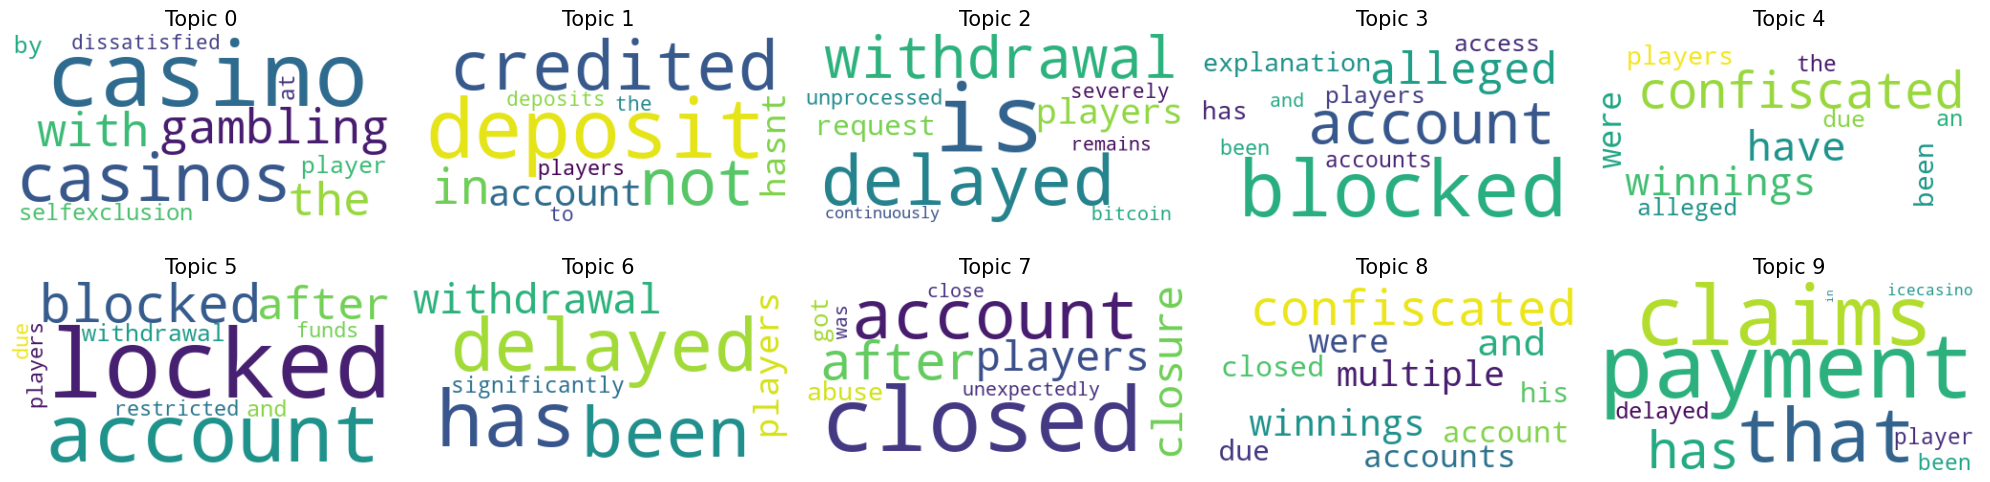 Topic 0
by
dissatisfied
casino
at
with
gambling
casinos
player
the
selfexclusion
Topic 1
credited
deposits
the
deposit
hasnt
players
in
account
not
to
Topic 2
withdrawal
unprocessed
is
severely
request
players
remains
delayed
continuously
bitcoin
Topic 3
access
explanation
alleged
has
and
players
account
been
accounts
blocked
Topic 4
players
the
confiscated
were
due
an
have
been
winnings
alleged
Topic 5
blocked
after
due
players
withdrawal
funds
locked
restricted
and
account
Topic 6
withdrawal
delayed
players
significantly
has
been
Topic 7
close
got
was
account
closure
after
players
abuse
unexpectedly
closed
Topic 8
confiscated
were
and
closed
multiple
his
winnings
account
due
accounts
Topic 9
claims
in
icecasino
payment
delayed
that
has
player
been